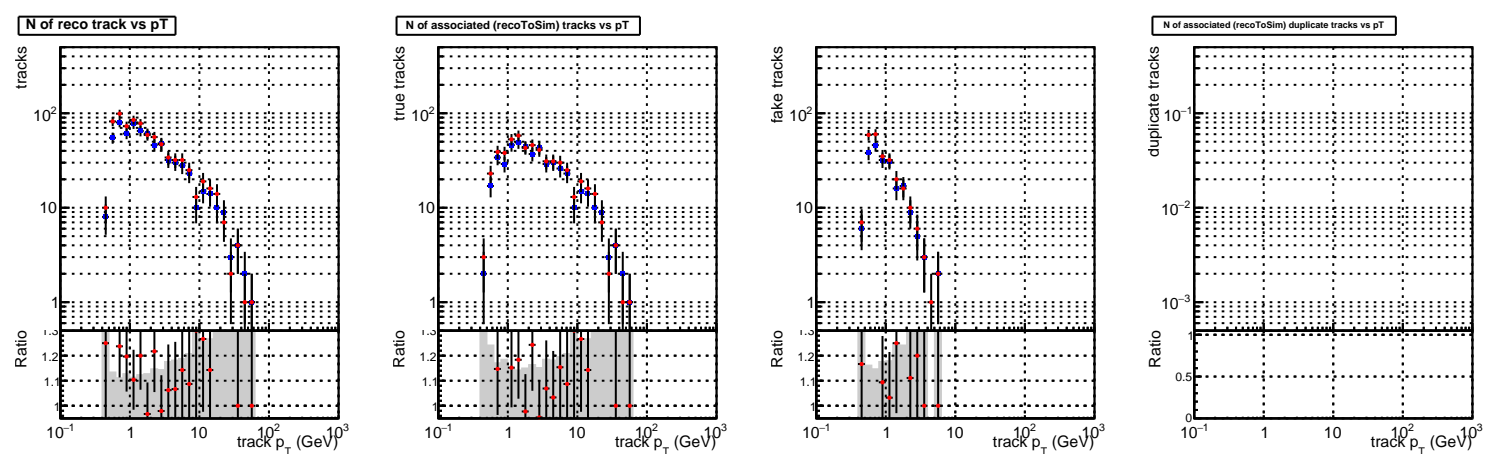 N of reco track vs pT
tracks
10²
10
1
Ratio
1.3
1.2
1.1
1
10⁻¹ 1 10 10² 10³
track p_T (GeV)
N of associated (recoToSim) tracks vs pT
true tracks
10²
10
1
Ratio
1.3
1.2
1.1
1
10⁻¹ 1 10 10² 10³
track p_T (GeV)
fake tracks
10²
10
1
Ratio
1.3
1.2
1.1
1
10⁻¹ 1 10 10² 10³
track p_T (GeV)
N of associated (recoToSim) duplicate tracks vs pT
duplicate tracks
10⁻¹
10⁻²
10⁻³
Ratio
1
0.5
0
10⁻¹ 1 10 10² 10³
track p_T (GeV)